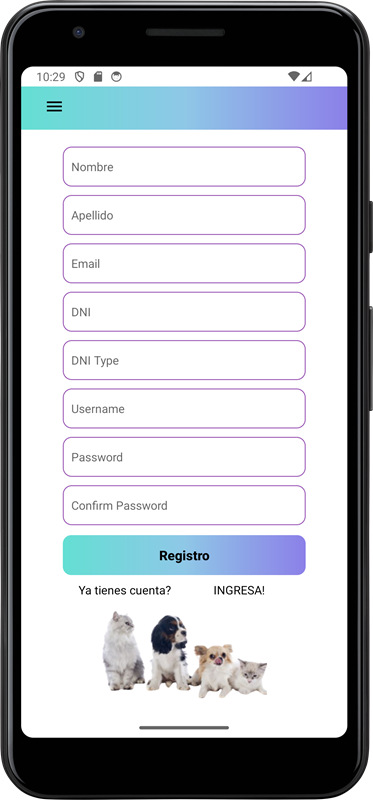 10:29
Nombre
Apellido
Email
DNI
DNI Type
Username
Password
Confirm Password
Registro
Ya tienes cuenta? INGRESA!